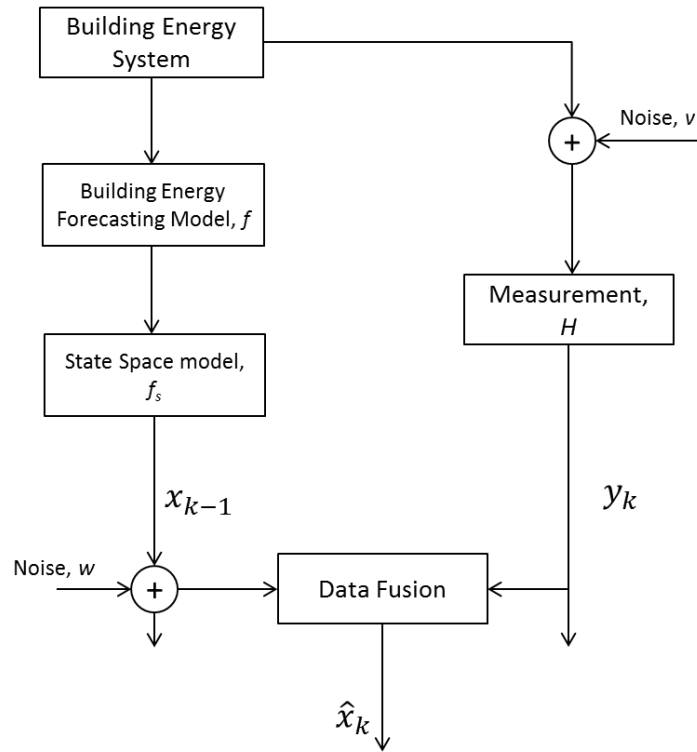 Building Energy
System
Noise, v
+
Building Energy
Forecasting Model, f
Measurement,
H
State Space model,
fₛ
xₖ₋₁
yₖ
Noise, w
+
Data Fusion
x̂ₖ